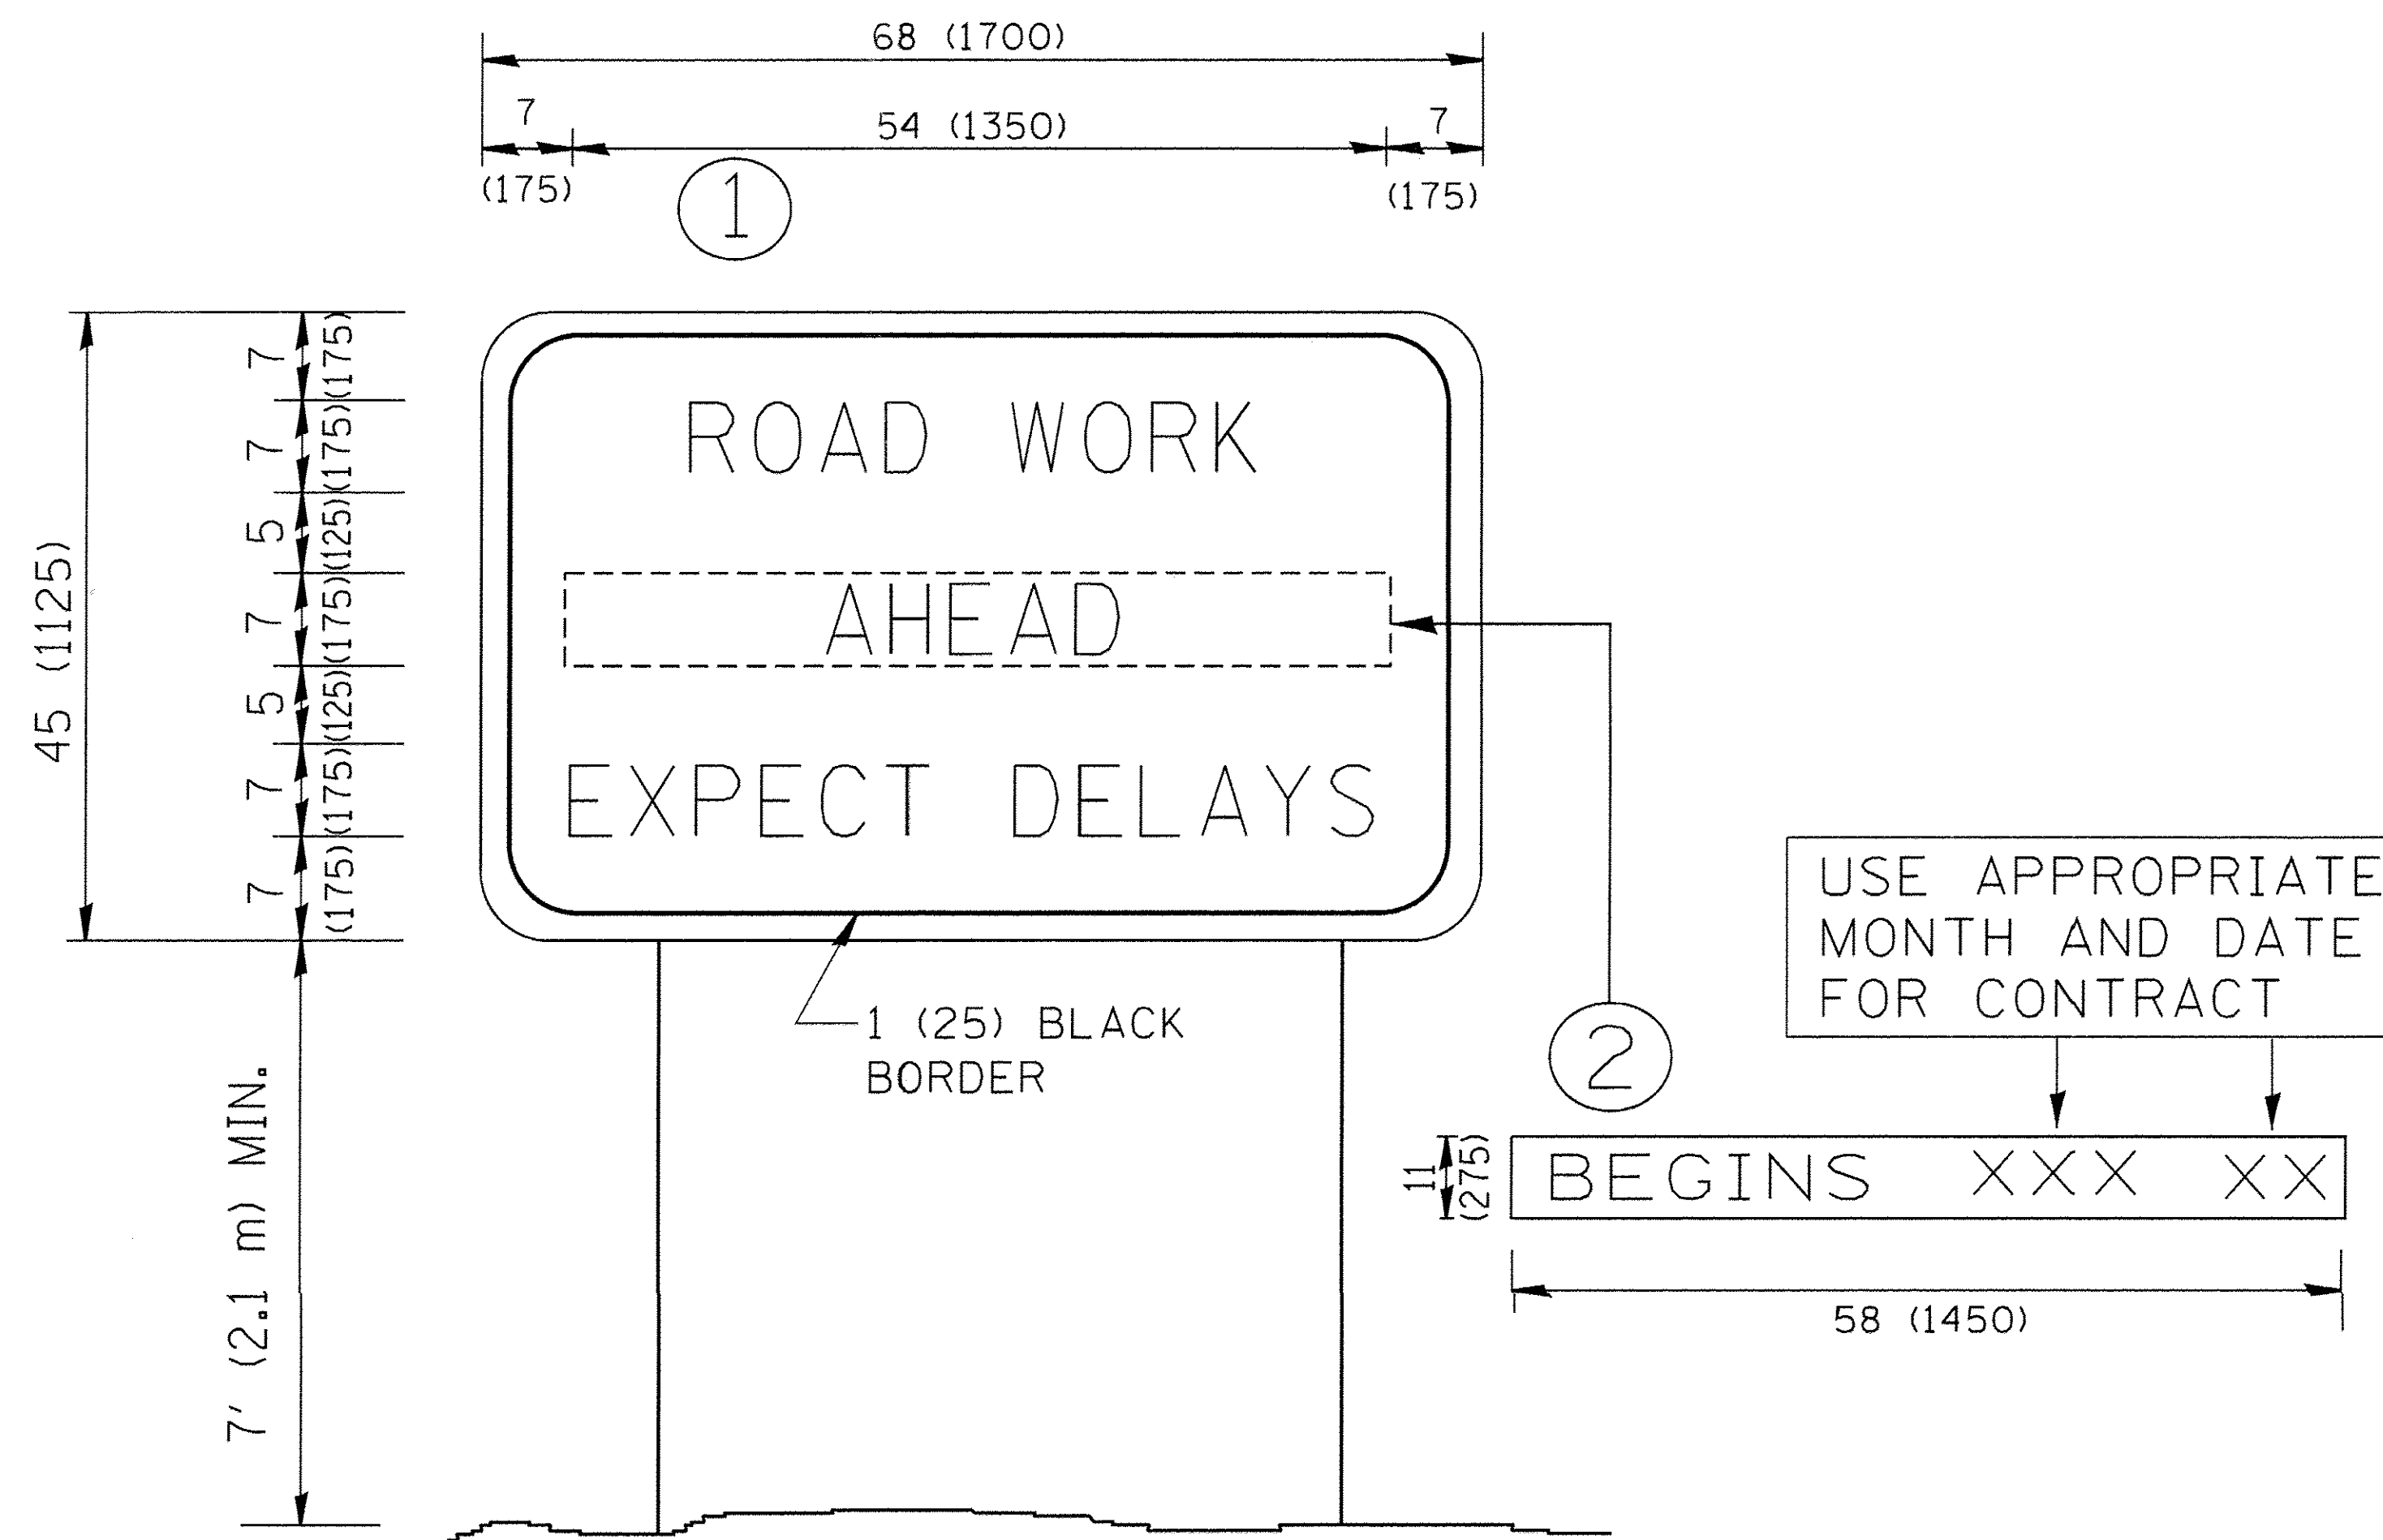 68 (1700)
7
54 (1350)
7
(175)
(175)
1
45 (1125)
7 (175)
7 (175)
5 (125)
7 (175)
5 (125)
7 (175)
7 (175)
ROAD WORK
AHEAD
EXPECT DELAYS
1 (25) BLACK
BORDER
7' (2.1 m) MIN.
2
USE APPROPRIATE
MONTH AND DATE
FOR CONTRACT
11
(275)
BEGINS XXX XX
58 (1450)